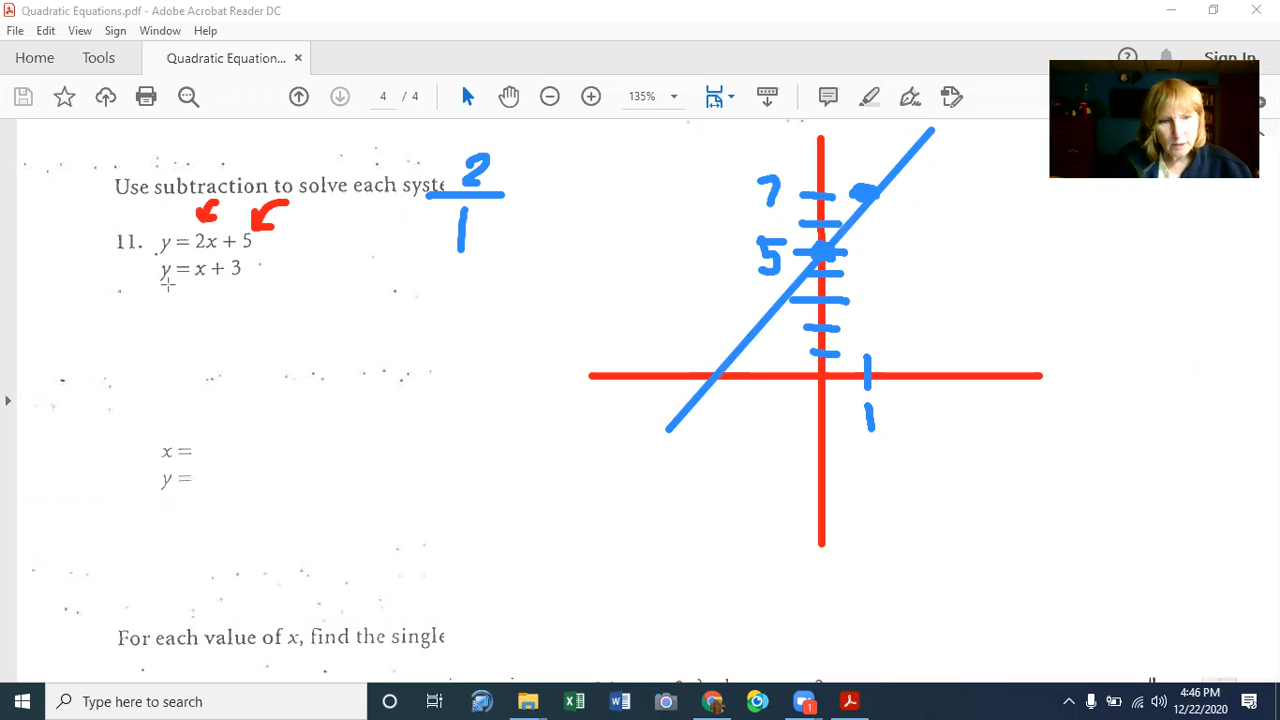 Quadratic Equations.pdf - Adobe Acrobat Reader DC
File Edit View Sign Window Help
Home Tools Quadratic Equation... × Sign In
4 / 4 135%
Use subtraction to solve each syste
2
1
11. y = 2x + 5
y = x + 3
7
5
1
x =
y =
For each value of x, find the single
Type here to search
1
4:46 PM
12/22/2020